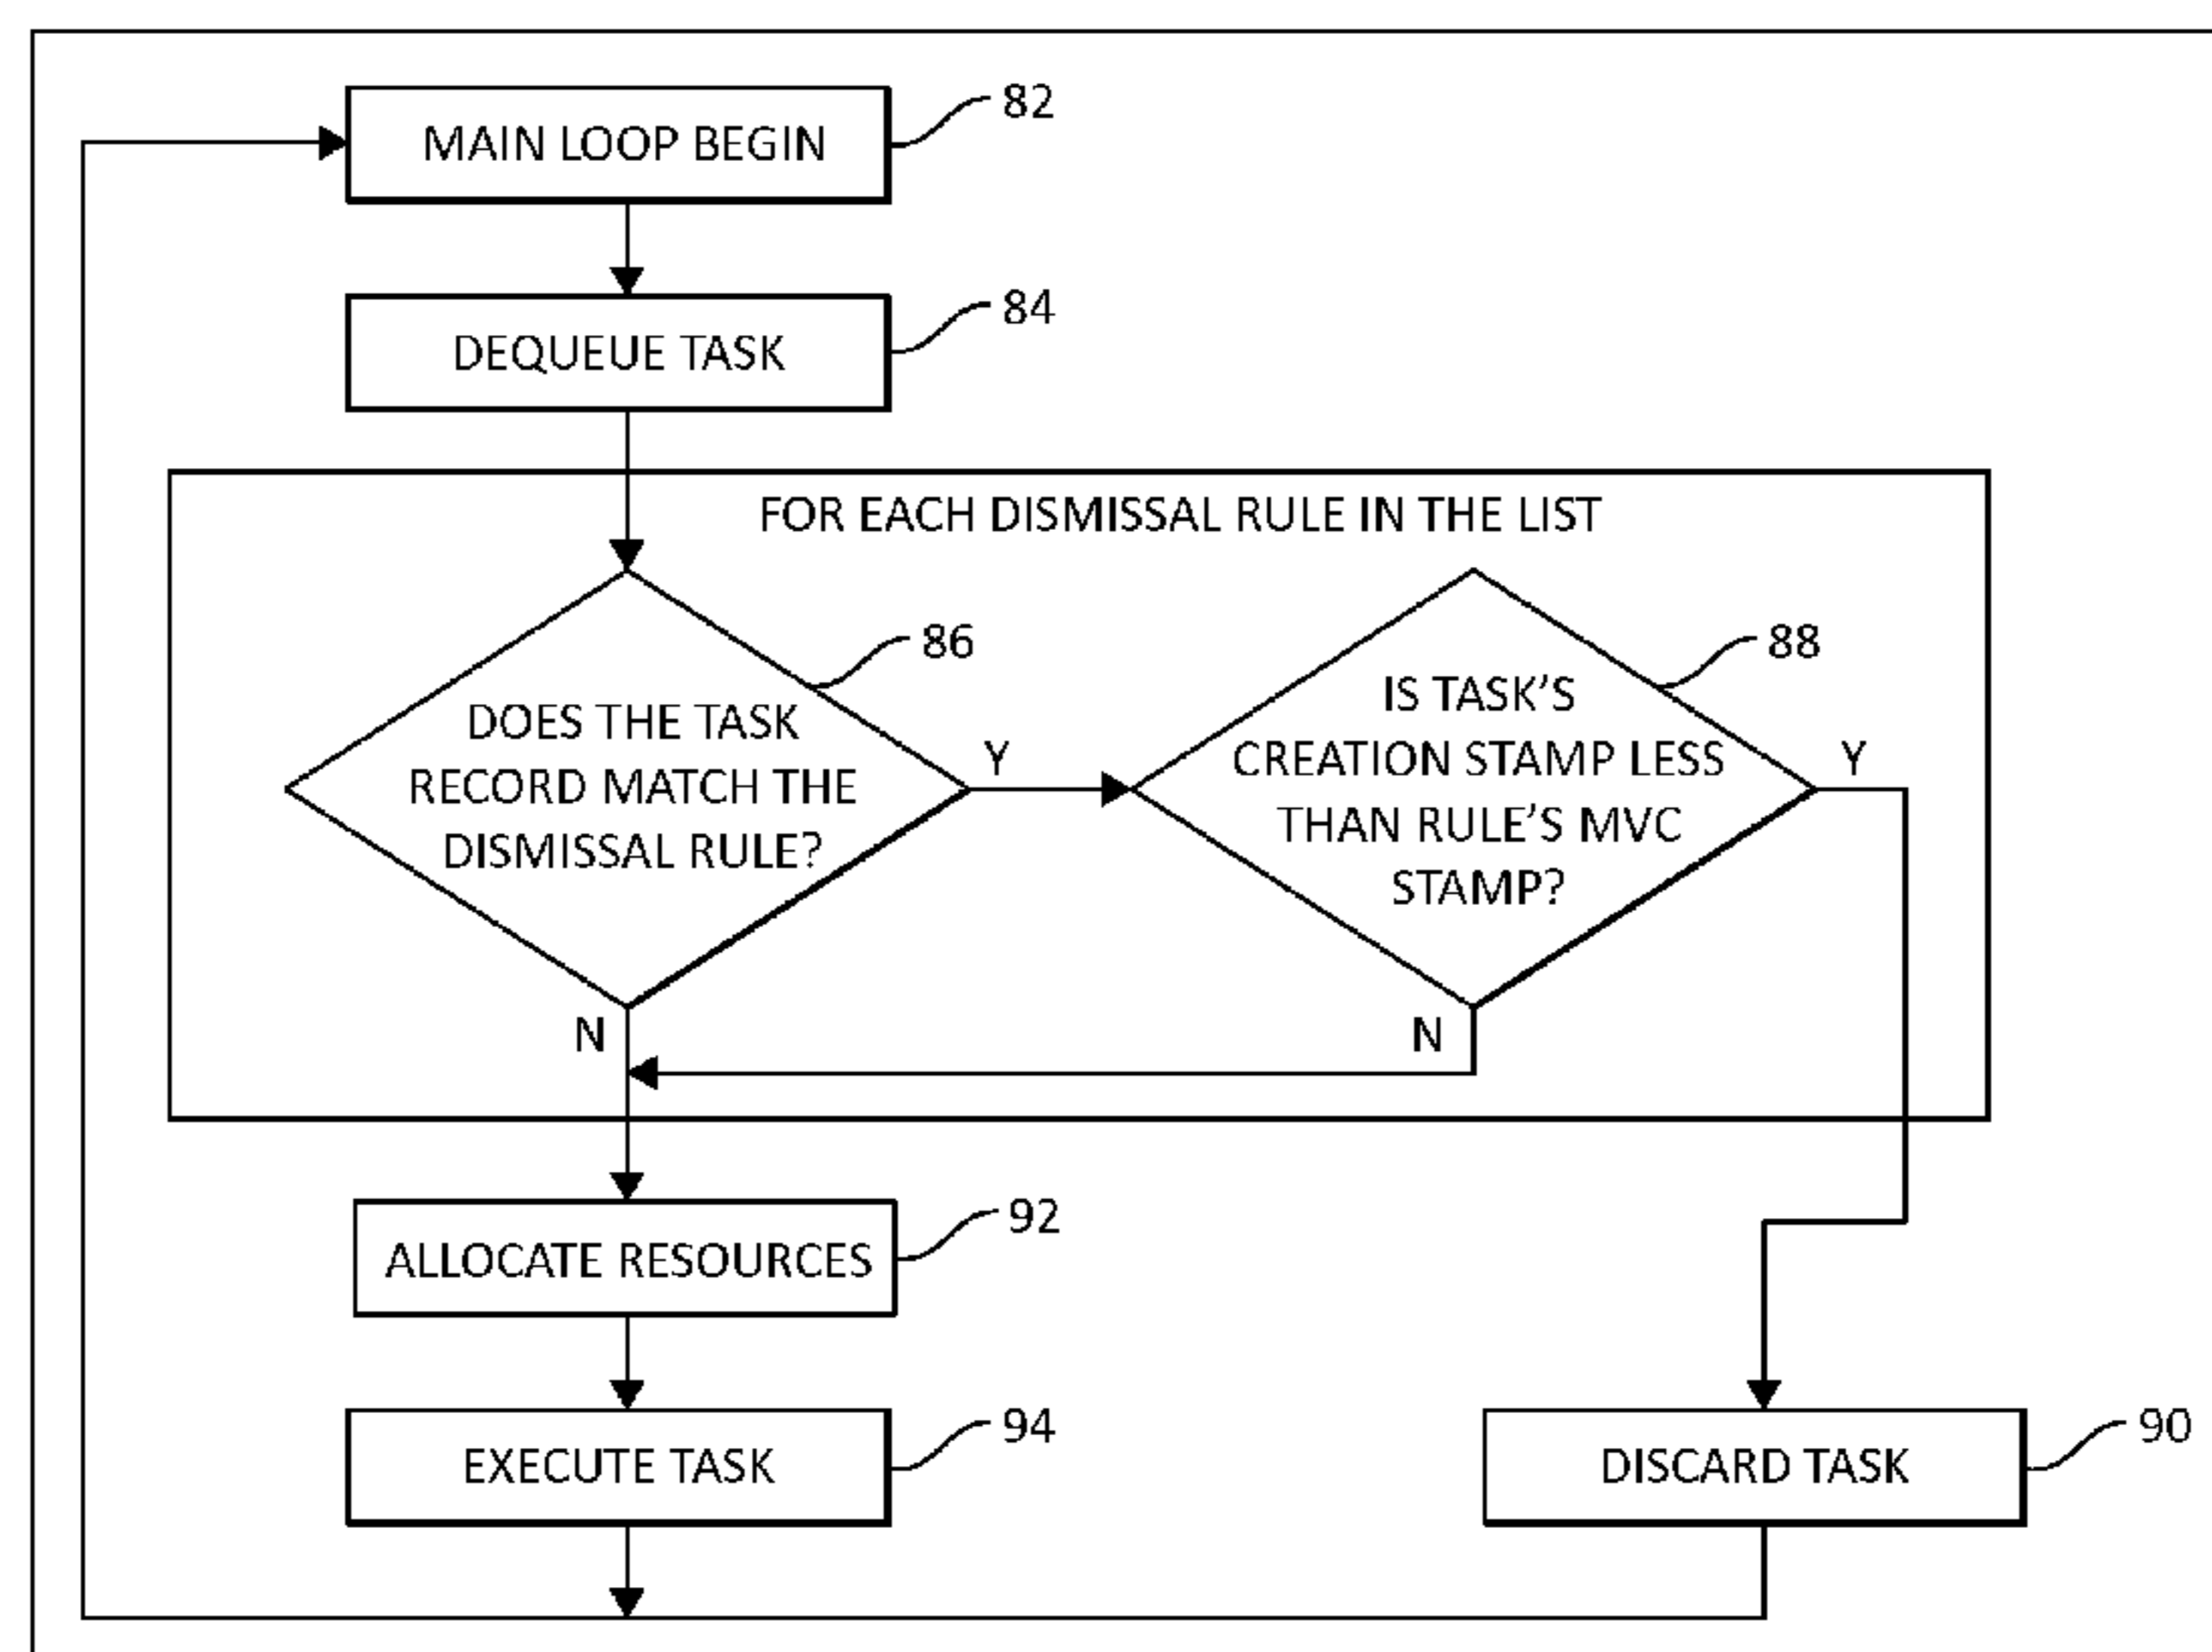 MAIN LOOP BEGIN
82
DEQUEUE TASK
84
FOR EACH DISMISSAL RULE IN THE LIST
86
DOES THE TASK
RECORD MATCH THE
DISMISSAL RULE?
Y
N
88
IS TASK'S
CREATION STAMP LESS
THAN RULE'S MVC
STAMP?
Y
N
ALLOCATE RESOURCES
92
EXECUTE TASK
94
DISCARD TASK
90